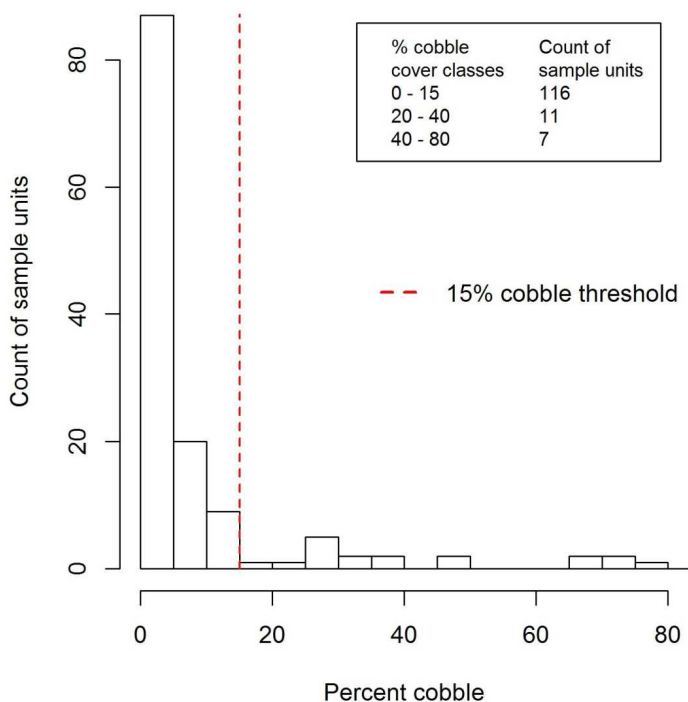 % cobble Count of
cover classes sample units
0 - 15 116
20 - 40 11
40 - 80 7
15% cobble threshold
Count of sample units
0 20 40 60 80
0 20 40 60 80
Percent cobble